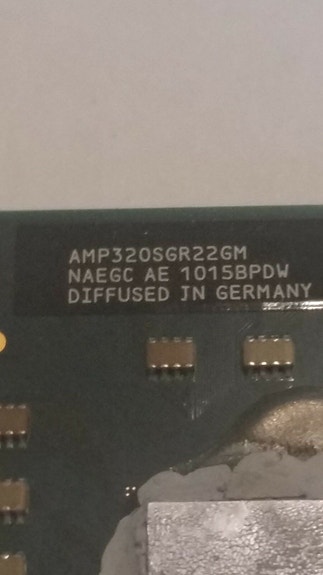 AMP320SGR22GM
NAEGC AE 1015BPDW
DIFFUSED IN GERMANY